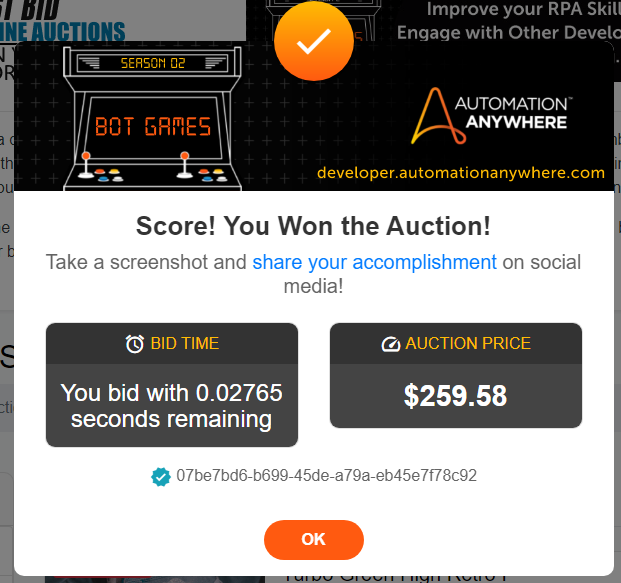 ST BID
INE AUCTIONS
Improve your RPA Skill
Engage with Other Develo
SEASON 02
BOT GAMES
AUTOMATION™
ANYWHERE
developer.automationanywhere.com
Score! You Won the Auction!
Take a screenshot and share your accomplishment on social
media!
BID TIME
You bid with 0.02765
seconds remaining
AUCTION PRICE
$259.58
07be7bd6-b699-45de-a79a-eb45e7f78c92
OK
Turbo Green High Retro I